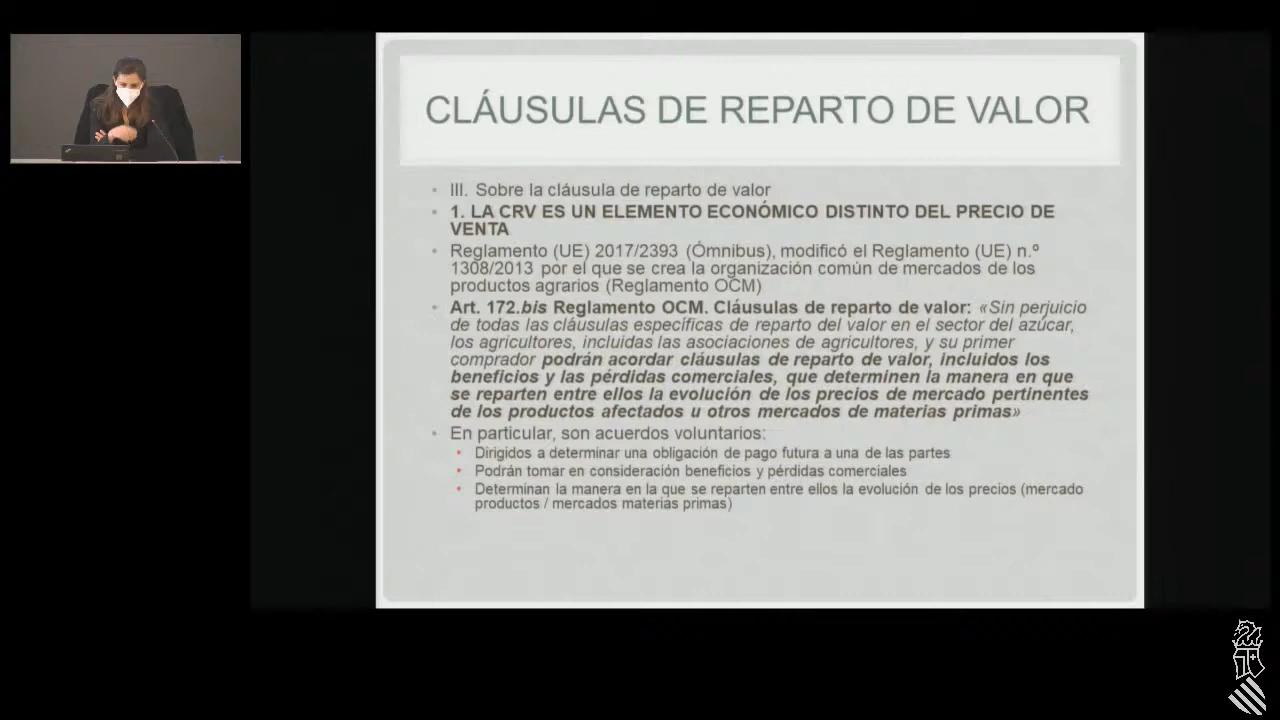 CLÁUSULAS DE REPARTO DE VALOR
III. Sobre la cláusula de reparto de valor
1. LA CRV ES UN ELEMENTO ECONÓMICO DISTINTO DEL PRECIO DE
VENTA
Reglamento (UE) 2017/2393 (Ómnibus), modificó el Reglamento (UE) n.º
1308/2013 por el que se crea la organización común de mercados de los
productos agrarios (Reglamento OCM)
Art. 172.bis Reglamento OCM. Cláusulas de reparto de valor: «Sin perjuicio
de todas las cláusulas específicas de reparto del valor en el sector del azúcar,
los agricultores, incluidas las asociaciones de agricultores, y su primer
comprador podrán acordar cláusulas de reparto de valor, incluidos los
beneficios y las pérdidas comerciales, que determinen la manera en que
se reparten entre ellos la evolución de los precios de mercado pertinentes
de los productos afectados u otros mercados de materias primas»
En particular, son acuerdos voluntarios:
Dirigidos a determinar una obligación de pago futura a una de las partes
Podrán tomar en consideración beneficios y pérdidas comerciales
Determinan la manera en la que se reparten entre ellos la evolución de los precios (mercado
productos / mercados materias primas)